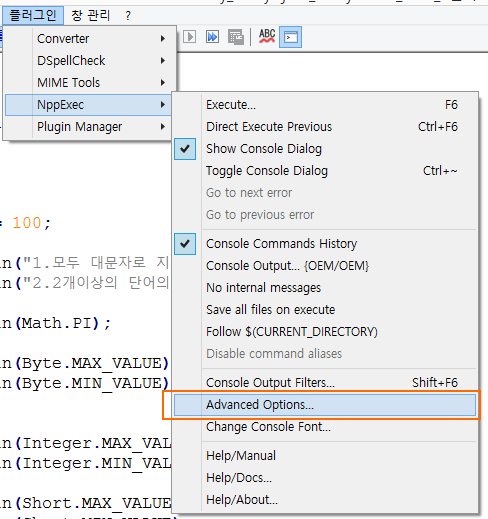 플러그인 창 관리 ?
Converter
DSpellCheck
MIME Tools
NppExec
Plugin Manager
ABC
Execute... F6
Direct Execute Previous Ctrl+F6
Show Console Dialog
Toggle Console Dialog Ctrl+~
Go to next error
Go to previous error
Console Commands History
Console Output... {OEM/OEM}
No internal messages
Save all files on execute
Follow $(CURRENT_DIRECTORY)
Disable command aliases
Console Output Filters... Shift+F6
Advanced Options...
Change Console Font...
Help/Manual
Help/Docs...
Help/About...
= 100;
n("1.모두 대문자로 지
n("2.2개이상의 단어의
n(Math.PI);
n(Byte.MAX_VALUE)
n(Byte.MIN_VALUE)
n(Integer.MAX_VAL
n(Integer.MIN_VAL
n(Short.MAX_VALUE